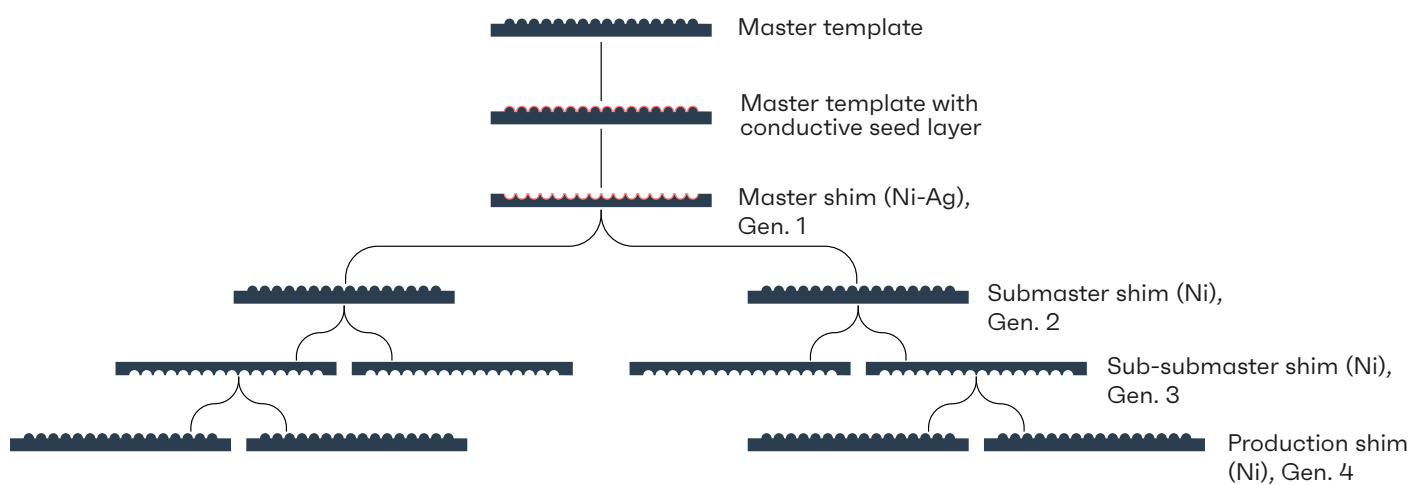 Master template
Master template with
conductive seed layer
Master shim (Ni-Ag),
Gen. 1
Submaster shim (Ni),
Gen. 2
Sub-submaster shim (Ni),
Gen. 3
Production shim
(Ni), Gen. 4